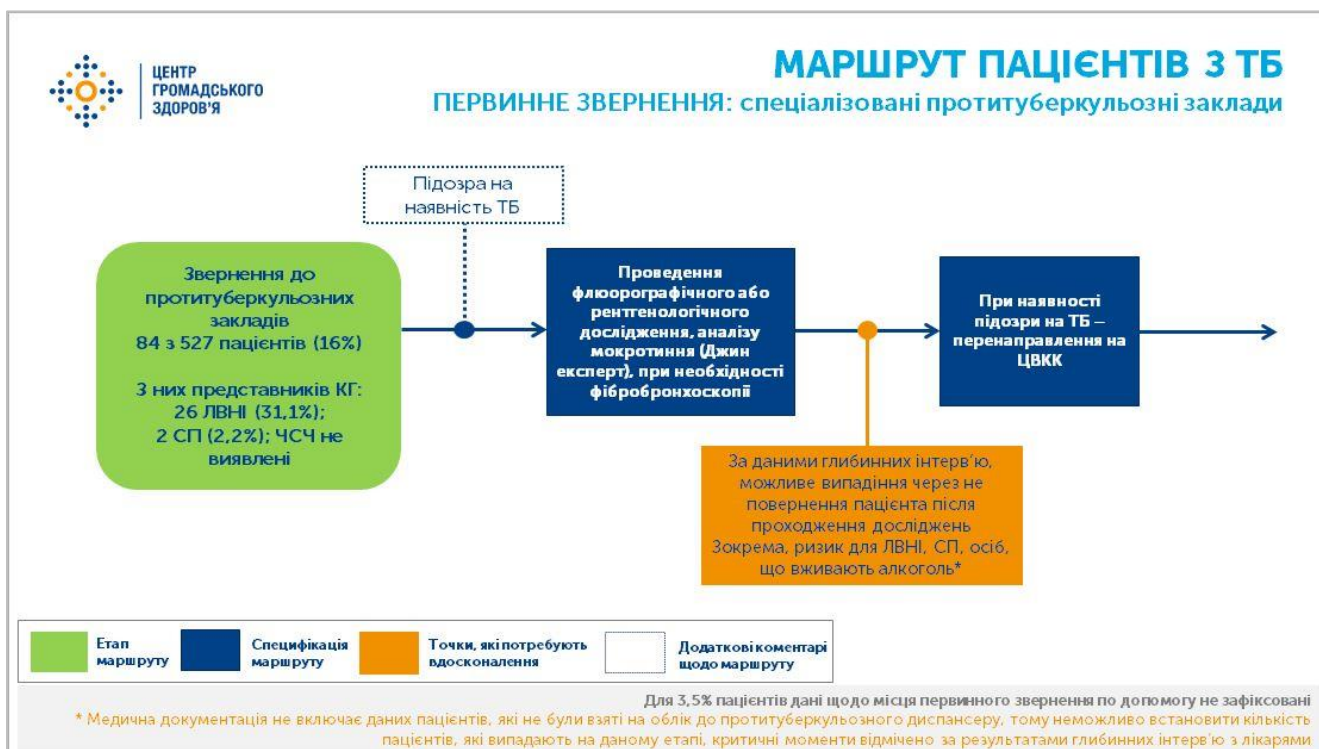 ЦЕНТР
ГРОМАДСЬКОГО
ЗДОРОВ'Я
МАРШРУТ ПАЦІЄНТІВ З ТБ
ПЕРВИННЕ ЗВЕРНЕННЯ: спеціалізовані протитуберкульозні заклади
Підозра на
наявність ТБ
Звернення до
протитуберкульозних
закладів
84 з 527 пацієнтів (16%)
З них представників КГ:
26 ЛВНІ (31,1%);
2 СП (2,2%); ЧСЧ не
виявлені
Проведення
флюорографічного або
рентгенологічного
дослідження, аналізу
мокротиння (Джин
експерт), при необхідності
фібробронхоскопії
При наявності
підозри на ТБ –
перенаправлення на
ЦВКК
За даними глибинних інтерв'ю,
можливе випадіння через не
повернення пацієнта після
проходження досліджень
Зокрема, ризик для ЛВНІ, СП, осіб,
що вживають алкоголь*
Етап
маршруту
Специфікація
маршруту
Точки, які потребують
вдосконалення
Додаткові коментарі
щодо маршруту
Для 3,5% пацієнтів дані щодо місця первинного звернення по допомогу не зафіксовані
* Медична документація не включає даних пацієнтів, які не були взяті на облік до протитуберкульозного диспансеру, тому неможливо встановити кількість
пацієнтів, які випадають на даному етапі, критичні моменти відмічено за результатами глибинних інтерв'ю з лікарями